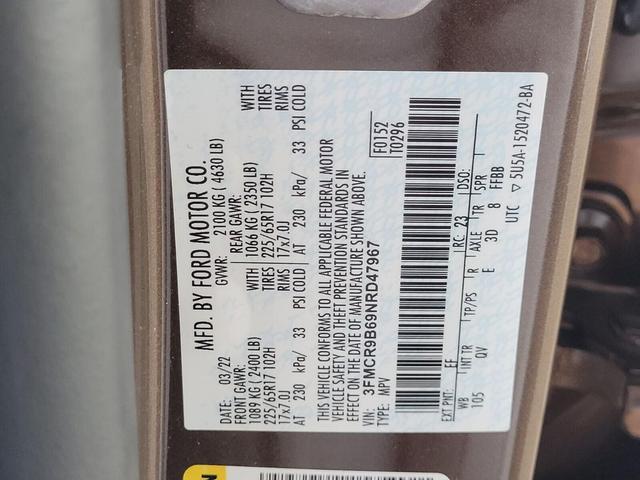 MFD. BY FORD MOTOR CO.
DATE: 03/22 GVWR: 2100 KG ( 4630 LB)
FRONT GAWR: REAR GAWR:
1089 KG ( 2400 LB) WITH 1066 KG ( 2350 LB) WITH
225/65R17 102H TIRES 225/65R17 102H TIRES
17x7.0J RIMS 17x7.0J RIMS
AT 230 kPa/ 33 PSI COLD AT 230 kPa/ 33 PSI COLD
THIS VEHICLE CONFORMS TO ALL APPLICABLE FEDERAL MOTOR
VEHICLE SAFETY AND THEFT PREVENTION STANDARDS IN
EFFECT ON THE DATE OF MANUFACTURE SHOWN ABOVE.
VIN: 3FMCR9B69NRD47967 F0152
TYPE: MPV T0296
EXT PNT: EF RC: 23 DSO:
WB INT TR TP/PS R AXLE TR SPR
105 QV E 3D 8 FFBB
UTC ▽ 5U5A-1520472-BA
N